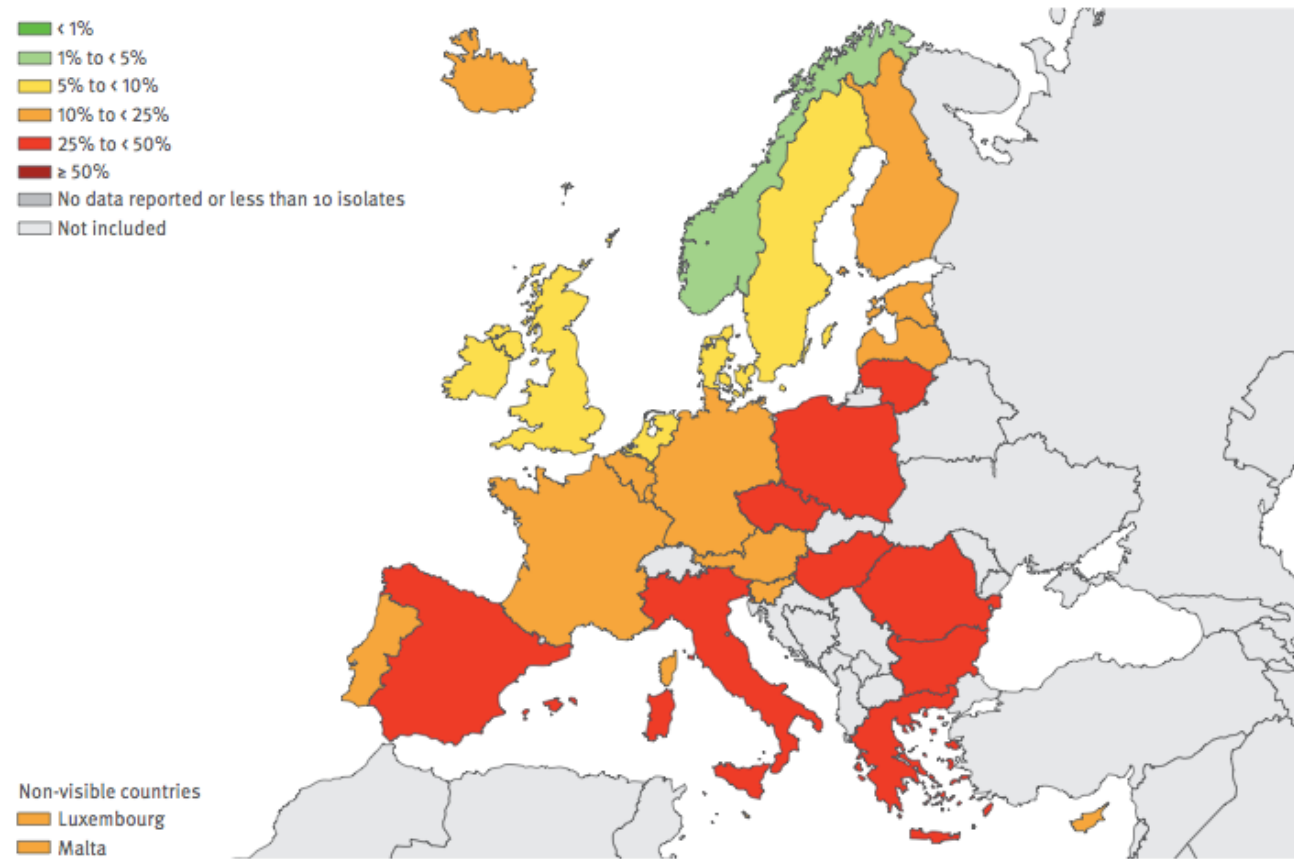 < 1%
1% to < 5%
5% to < 10%
10% to < 25%
25% to < 50%
≥ 50%
No data reported or less than 10 isolates
Not included
Non-visible countries
Luxembourg
Malta